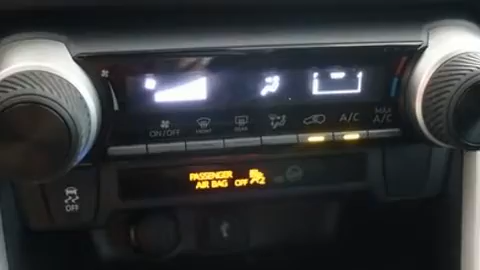 ON/OFF FRONT REAR A/C MAX A/C
PASSENGER
AIR BAG OFF
OFF